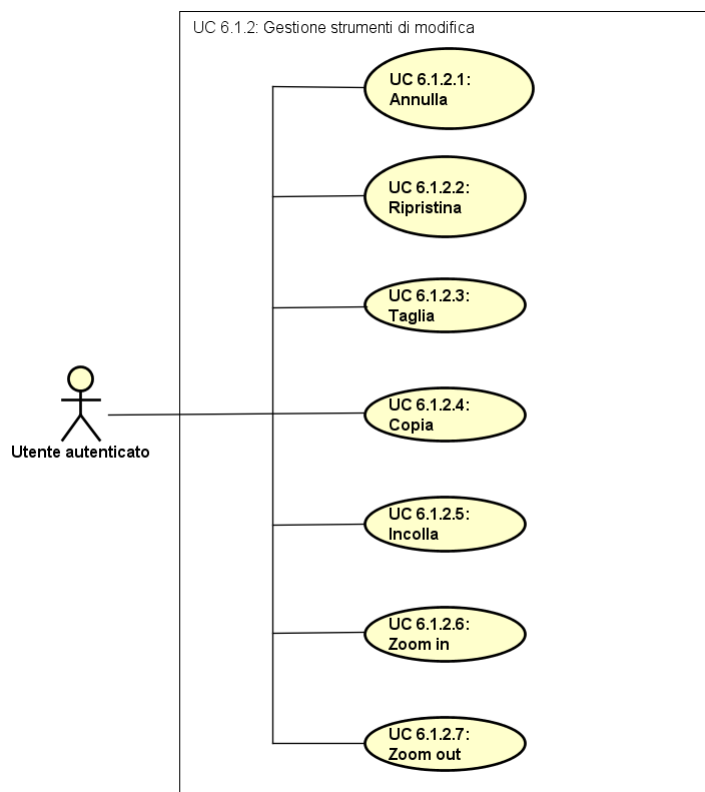 UC 6.1.2: Gestione strumenti di modifica
UC 6.1.2.1:
Annulla
UC 6.1.2.2:
Ripristina
UC 6.1.2.3:
Taglia
UC 6.1.2.4:
Copia
Utente autenticato
UC 6.1.2.5:
Incolla
UC 6.1.2.6:
Zoom in
UC 6.1.2.7:
Zoom out